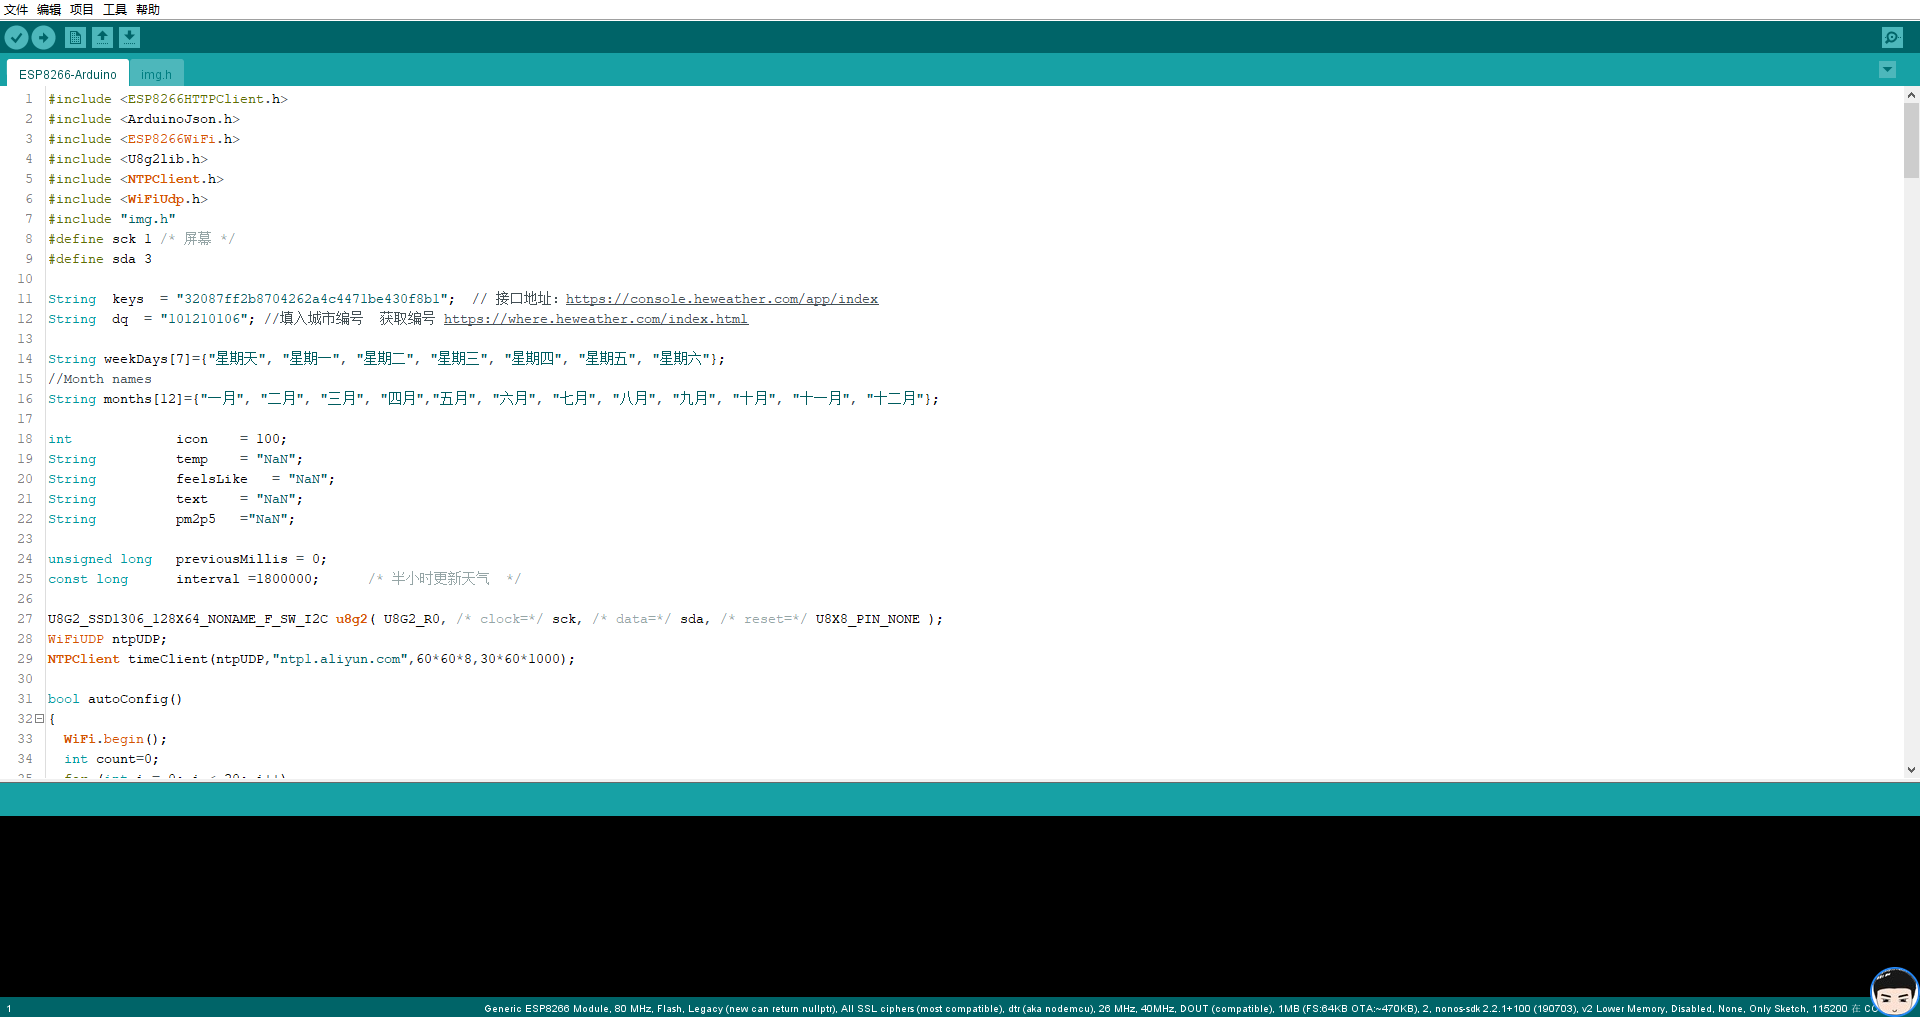 文件 编辑 项目 工具 帮助
ESP8266-Arduino img.h
1 #include <ESP8266HTTPClient.h>
2 #include <ArduinoJson.h>
3 #include <ESP8266WiFi.h>
4 #include <U8g2lib.h>
5 #include <NTPClient.h>
6 #include <WiFiUdp.h>
7 #include "img.h"
8 #define sck 1 /* 屏幕 */
9 #define sda 3
10
11 String  keys  = "32087ff2b8704262a4c4471be430f8b1";  // 接口地址: https://console.heweather.com/app/index
12 String  dq  = "101210106"; //填入城市编号  获取编号 https://where.heweather.com/index.html
13
14 String weekDays[7]={"星期天", "星期一", "星期二", "星期三", "星期四", "星期五", "星期六"};
15 //Month names
16 String months[12]={"一月", "二月", "三月", "四月","五月", "六月", "七月", "八月", "九月", "十月", "十一月", "十二月"};
17
18 int             icon    = 100;
19 String          temp    = "NaN";
20 String          feelsLike   = "NaN";
21 String          text    = "NaN";
22 String          pm2p5   ="NaN";
23
24 unsigned long   previousMillis = 0;
25 const long      interval =1800000;      /* 半小时更新天气  */
26
27 U8G2_SSD1306_128X64_NONAME_F_SW_I2C u8g2( U8G2_R0, /* clock=*/ sck, /* data=*/ sda, /* reset=*/ U8X8_PIN_NONE );
28 WiFiUDP ntpUDP;
29 NTPClient timeClient(ntpUDP,"ntp1.aliyun.com",60*60*8,30*60*1000);
30
31 bool autoConfig()
32 {
33   WiFi.begin();
34   int count=0;
35   for (int i = 0; i < 20; i++)
1 Generic ESP8266 Module, 80 MHz, Flash, Legacy (new can return nullptr), All SSL ciphers (most compatible), dtr (aka nodemcu), 26 MHz, 40MHz, DOUT (compatible), 1MB (FS:64KB OTA:~470KB), 2, nonos-sdk 2.2.1+100 (190703), v2 Lower Memory, Disabled, None, Only Sketch, 115200 在